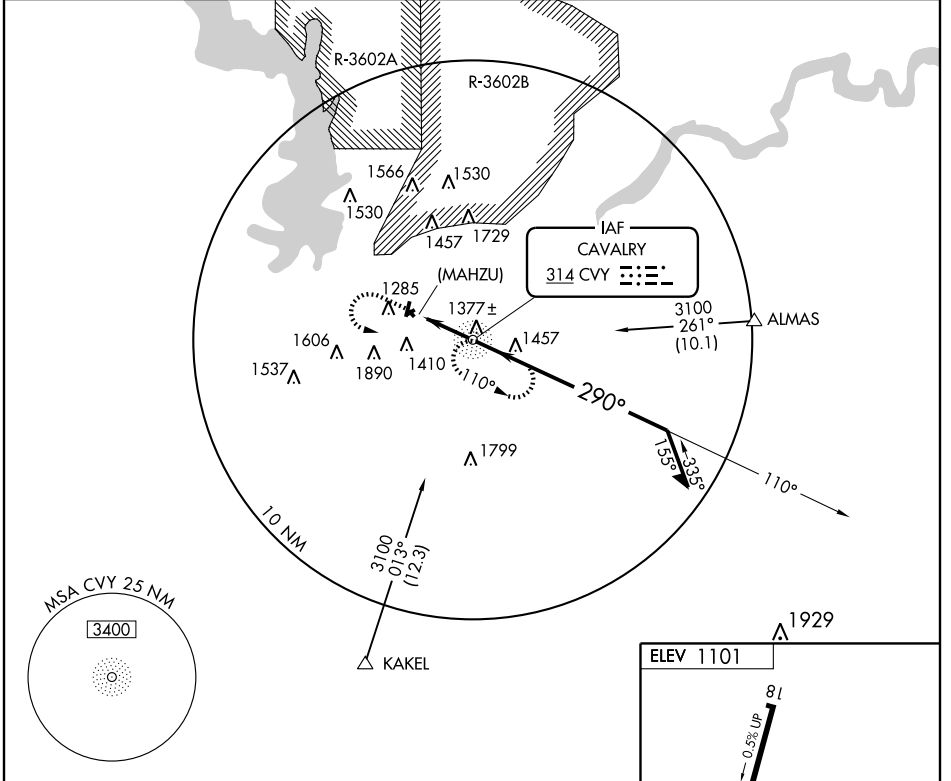 R-3602A
R-3602B
1566
1530
1530
1457
1729
IAF
CAVALRY
314 CVY
(MAHZU)
1285
1377±
3100
261°
(10.1)
ALMAS
1606
1457
1537
1890
1410
110°
290°
1799
155°
335°
110°
10 NM
3100
013°
(12.3)
MSA CVY 25 NM
3400
KAKEL
1929
ELEV 1101
18
0.5% UP